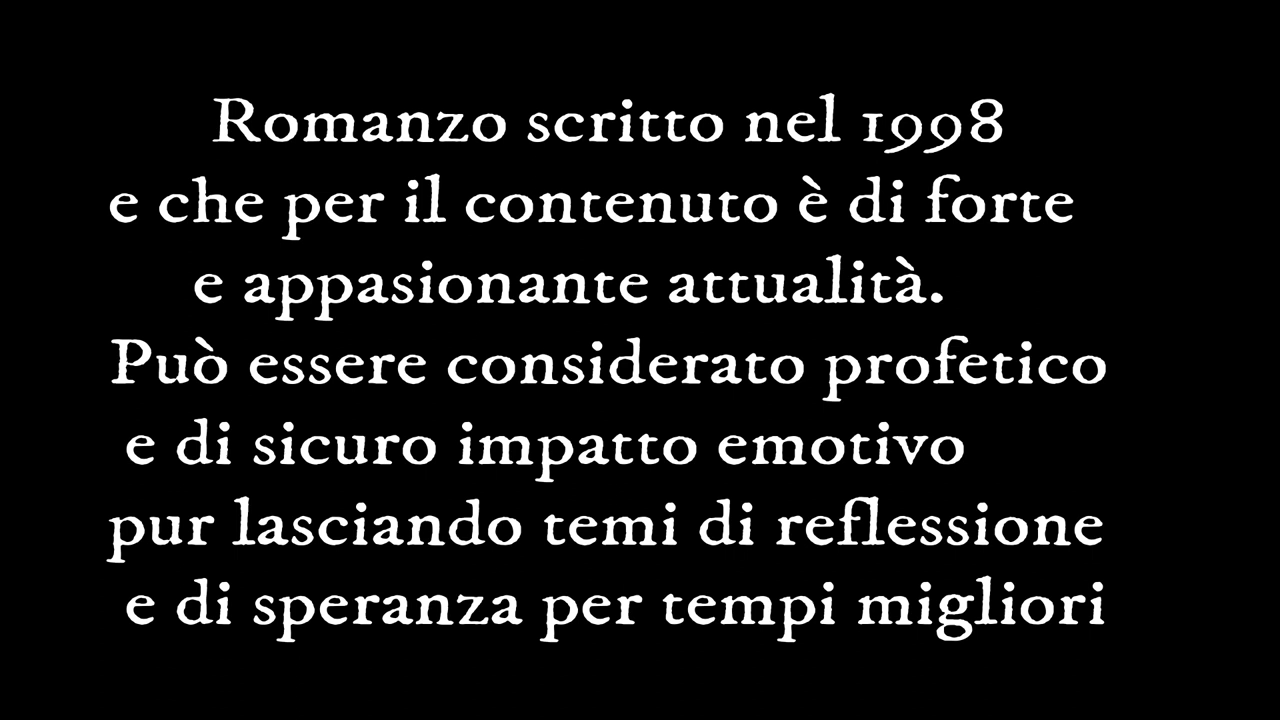 Romanzo scritto nel 1998
e che per il contenuto è di forte
e appasionante attualità.
Può essere considerato profetico
e di sicuro impatto emotivo
pur lasciando temi di reflessione
e di speranza per tempi migliori